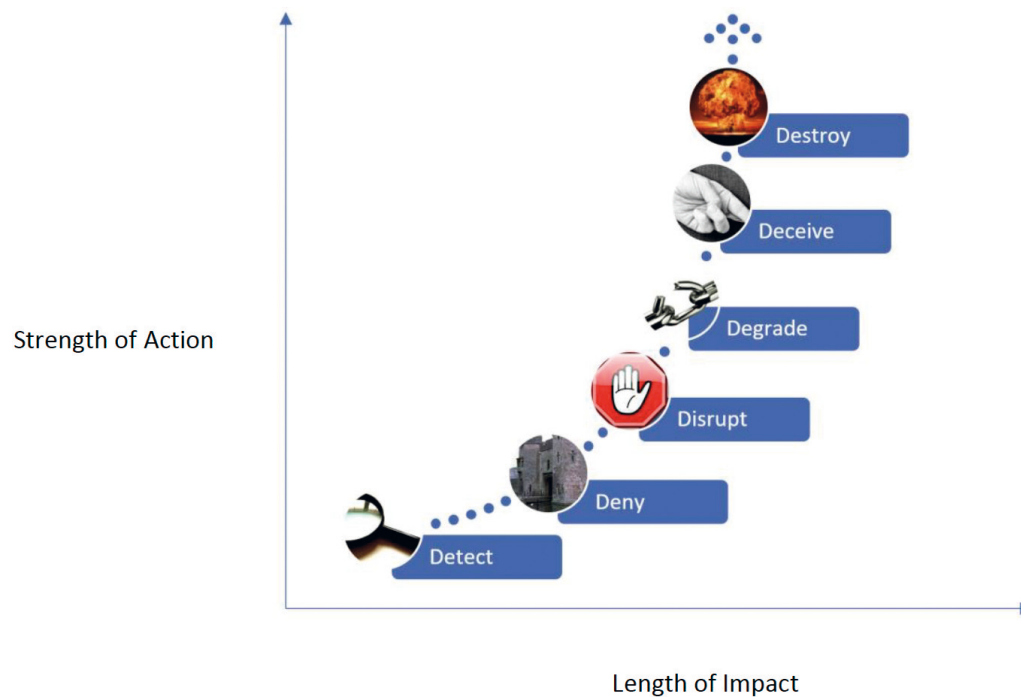 Destroy
Deceive
Degrade
Strength of Action
Disrupt
Deny
Detect
Length of Impact